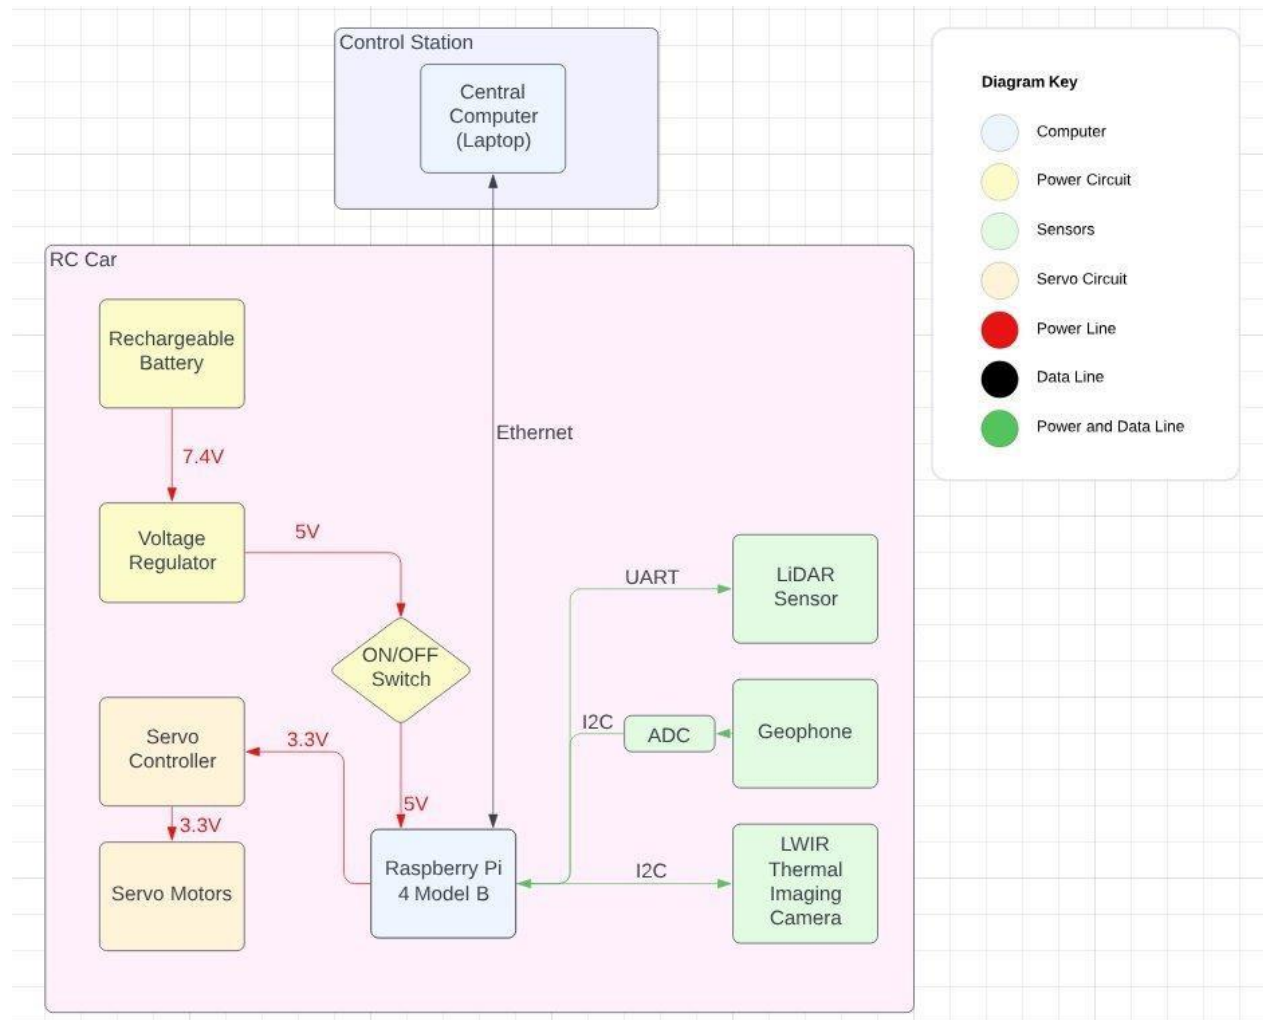 Control Station
Central
Computer
(Laptop)
Diagram Key
Computer
Power Circuit
Sensors
Servo Circuit
Power Line
Data Line
Power and Data Line
RC Car
Rechargeable
Battery
7.4V
Ethernet
Voltage
Regulator
5V
ON/OFF
Switch
5V
UART
LiDAR
Sensor
I2C
ADC
Geophone
Servo
Controller
3.3V
3.3V
Servo Motors
Raspberry Pi
4 Model B
I2C
LWIR
Thermal
Imaging
Camera